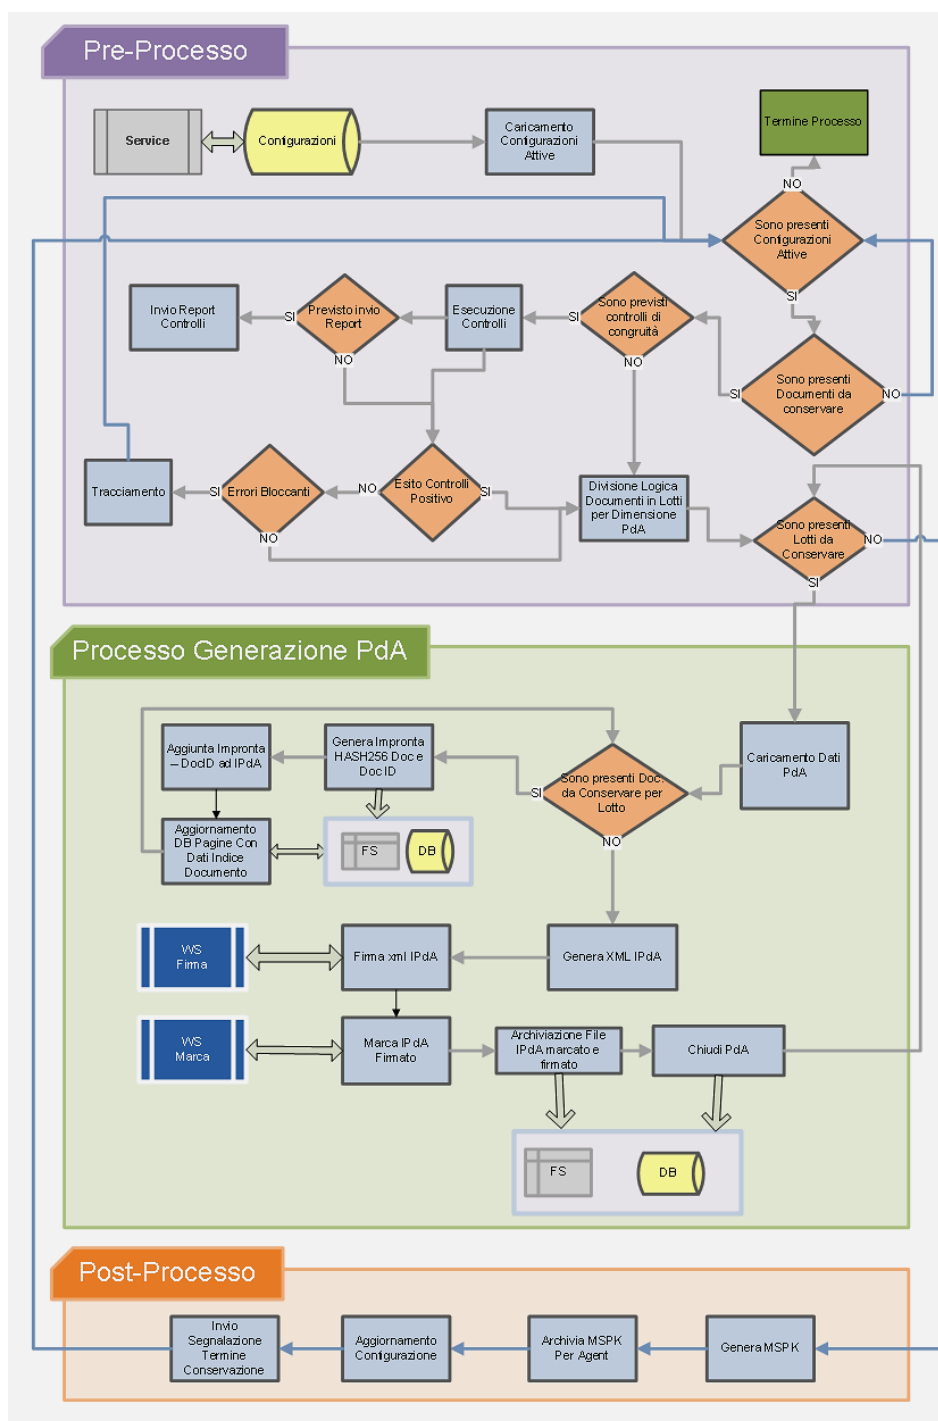 Pre-Processo
Service
Configurazioni
Caricamento
Configurazioni
Attive
Termine Processo
NO
Sono presenti
Configurazioni
Attive
SI
Invio Report
Controlli
SI
Previsto invio
Report
NO
Esecuzione
Controlli
SI
Sono previsti
controlli di
congruità
NO
SI
Sono presenti
Documenti da
conservare
NO
Tracciamento
SI
Errori Bloccanti
NO
NO
Esito Controlli
Positivo
SI
Divisione Logica
Documenti in Lotti
per Dimensione
PdA
Sono presenti
Lotti da
Conservare
NO
SI
Processo Generazione PdA
Aggiunta Impronta
– DocID ad IPdA
Genera Impronta
HASH256 Doc e
Doc ID
SI
Sono presenti Doc.
da Conservare per
Lotto
NO
Caricamento Dati
PdA
Aggiornamento
DB Pagine Con
Dati Indice
Documento
FS
DB
WS
Firma
Firma xml IPdA
Genera XML IPdA
WS
Marca
Marca IPdA
Firmato
Archiviazione File
IPdA marcato e
firmato
Chiudi PdA
FS
DB
Post-Processo
Invio
Segnalazione
Termine
Conservazione
Aggiornamento
Configurazione
Archivia MSPK
Per Agent
Genera MSPK